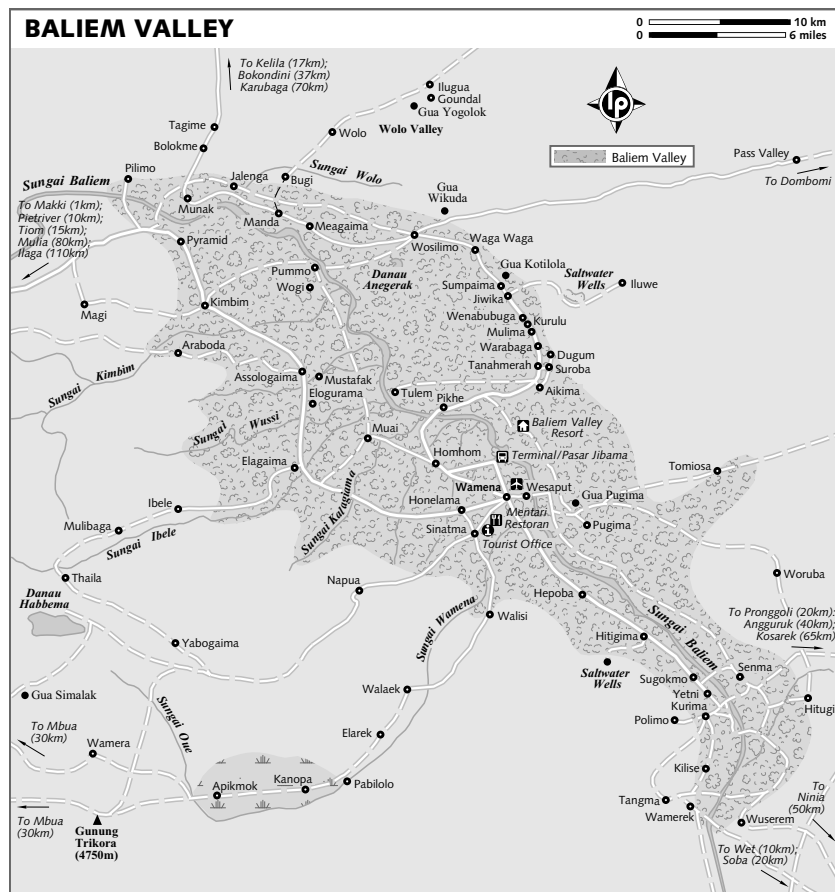 BALIEM VALLEY
0 10 km
0 6 miles
To Kelila (17km);
Bokondini (37km)
Karubaga (70km)
Ilugua
Goundal
Gua Yogolok
Wolo Valley
lp
Tagime
Wolo
Bolokme
Baliem Valley
Pass Valley
To Dombomi
Pilimo
Sungai Baliem
Jalenga
Bugi
Sungai Wolo
Gua
Wikuda
To Makki (1km);
Pietriver (10km);
Tiom (15km);
Mulia (80km);
Ilaga (110km)
Munak
Manda
Meagaima
Pyramid
Wosilimo
Waga Waga
Pummo
Wogi
Danau
Anegerak
Gua Kotilola
Sumpaima
Jiwika
Saltwater
Wells
Iluwe
Magi
Kimbim
Wenabubuga
Kurulu
Mulima
Araboda
Warabaga
Dugum
Tanahmerah
Suroba
Sungai Kimbim
Assologaima
Mustafak
Elogurama
Tulem
Aikima
Pikhe
Sungai Wussi
Muai
Baliem Valley
Resort
Homhom
Terminal/Pasar Jibama
Elagaima
Tomiosa
Wamena
Wesaput
Honelama
Mentari
Restoran
Gua Pugima
Pugima
Ibele
Mulibaga
Sungai Ibele
Sungai Katagiama
Sinatma
Tourist Office
Thaila
Danau
Habbema
Napua
Woruba
Hepoba
Walisi
Sungai Wamena
Sungai Baliem
To Pronggoli (20km):
Angguruk (40km);
Kosarek (65km)
Yabogaima
Hitigima
Saltwater
Wells
Sugokmo
Senma
Yetni
Kurima
Hitugi
Polimo
Gua Simalak
Sungai Oue
Walaek
To Mbua
(30km)
Wamera
Elarek
Kilise
Apikmok
Kanopa
Pabilolo
Tangma
Wamerek
To
Ninia
(50km)
To Mbua
(30km)
Gunung
Trikora
(4750m)
Wuserem
To Wet (10km);
Soba (20km)